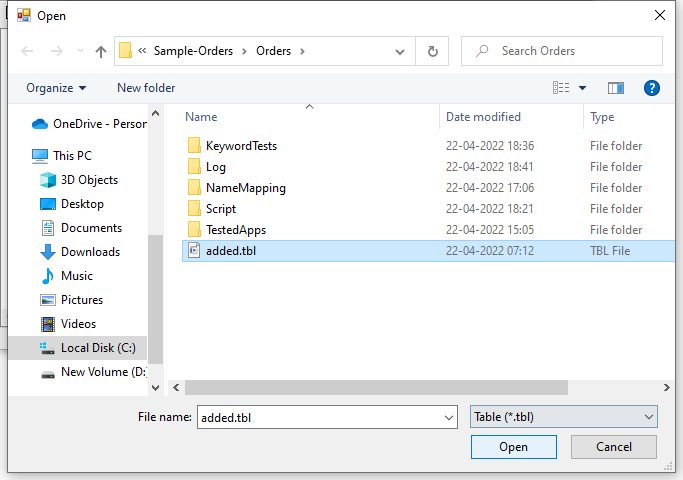 Open
« Sample-Orders › Orders ›
Search Orders
Organize New folder
Name Date modified Type
OneDrive - Person
This PC
3D Objects
Desktop
Documents
Downloads
Music
Pictures
Videos
Local Disk (C:)
New Volume (D:
KeywordTests 22-04-2022 18:36 File folder
Log 22-04-2022 18:41 File folder
NameMapping 22-04-2022 17:06 File folder
Script 22-04-2022 18:21 File folder
TestedApps 22-04-2022 15:05 File folder
added.tbl 22-04-2022 07:12 TBL File
File name: added.tbl Table (*.tbl)
Open Cancel